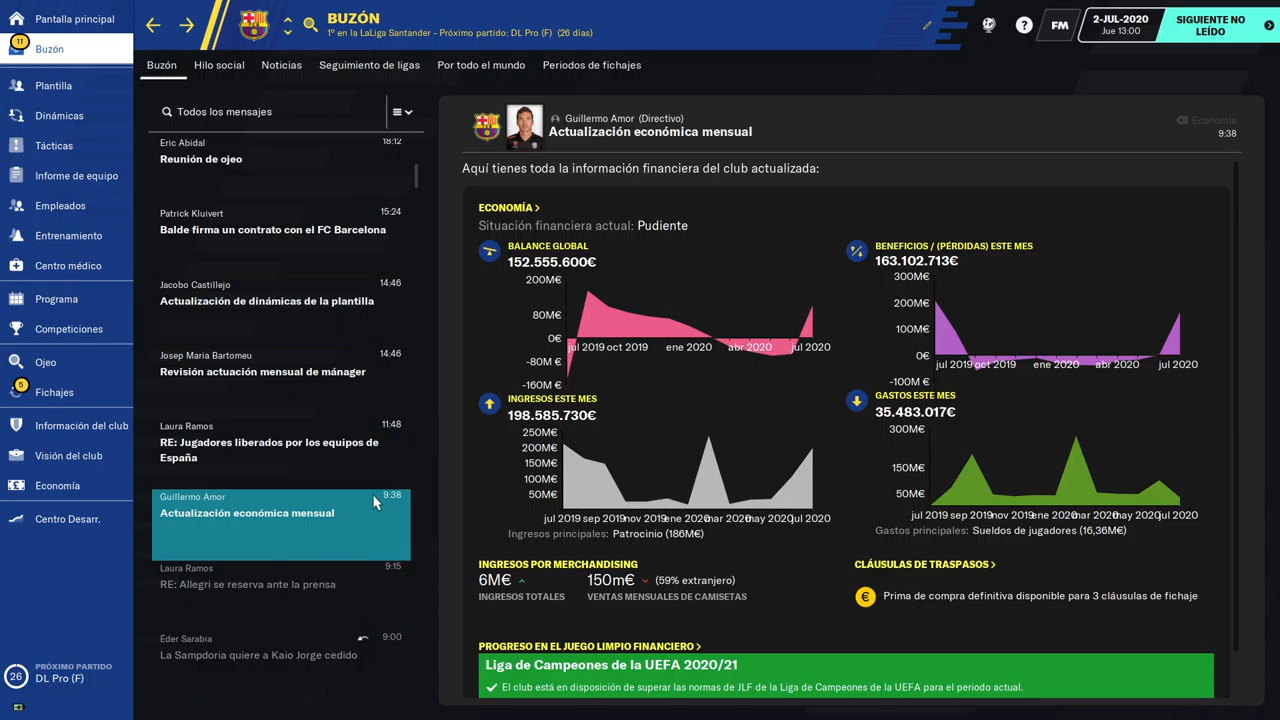 Pantalla principal
11
Buzón
Plantilla
Dinámicas
Tácticas
Informe de equipo
Empleados
Entrenamiento
Centro médico
Programa
Competiciones
Ojeo
5
Fichajes
Información del club
Visión del club
Economía
Centro Desarr.
26
PRÓXIMO PARTIDO
DL Pro (F)
BUZÓN
1º en la LaLiga Santander - Próximo partido: DL Pro (F) (26 días)
?
FM
2-JUL-2020
Jue 13:00
SIGUIENTE NO
LEÍDO
Buzón
Hilo social
Noticias
Seguimiento de ligas
Por todo el mundo
Periodos de fichajes
Todos los mensajes
Eric Abidal 18:12
Reunión de ojeo
Patrick Kluivert 15:24
Balde firma un contrato con el FC Barcelona
Jacobo Castillejo 14:46
Actualización de dinámicas de la plantilla
Josep Maria Bartomeu 14:46
Revisión actuación mensual de mánager
Laura Ramos 11:48
RE: Jugadores liberados por los equipos de
España
Guillermo Amor 9:38
Actualización económica mensual
Laura Ramos 9:15
RE: Allegri se reserva ante la prensa
Éder Sarabia 9:00
La Sampdoria quiere a Kaio Jorge cedido
Guillermo Amor (Directivo)
Actualización económica mensual
Economía
9:38
Aquí tienes toda la información financiera del club actualizada:
ECONOMÍA >
Situación financiera actual: Pudiente
BALANCE GLOBAL
152.555.600€
200M€
80M€
0€
-80M€
-160M€
jul 2019 oct 2019 ene 2020 abr 2020 jul 2020
BENEFICIOS / (PÉRDIDAS) ESTE MES
163.102.713€
300M€
200M€
100M€
0€
-100M€
jul 2019 oct 2019 ene 2020 abr 2020 jul 2020
INGRESOS ESTE MES
198.585.730€
250M€
200M€
150M€
100M€
50M€
jul 2019 sep 2019 nov 2019 ene 2020 mar 2020 may 2020 jul 2020
Ingresos principales: Patrocinio (186M€)
GASTOS ESTE MES
35.483.017€
300M€
150M€
50M€
jul 2019 sep 2019 nov 2019 ene 2020 mar 2020 may 2020 jul 2020
Gastos principales: Sueldos de jugadores (16,36M€)
INGRESOS POR MERCHANDISING
6M€ 150m€ (59% extranjero)
INGRESOS TOTALES VENTAS MENSUALES DE CAMISETAS
CLÁUSULAS DE TRASPASOS >
€ Prima de compra definitiva disponible para 3 cláusulas de fichaje
PROGRESO EN EL JUEGO LIMPIO FINANCIERO >
Liga de Campeones de la UEFA 2020/21
El club está en disposición de superar las normas de JLF de la Liga de Campeones de la UEFA para el periodo actual.